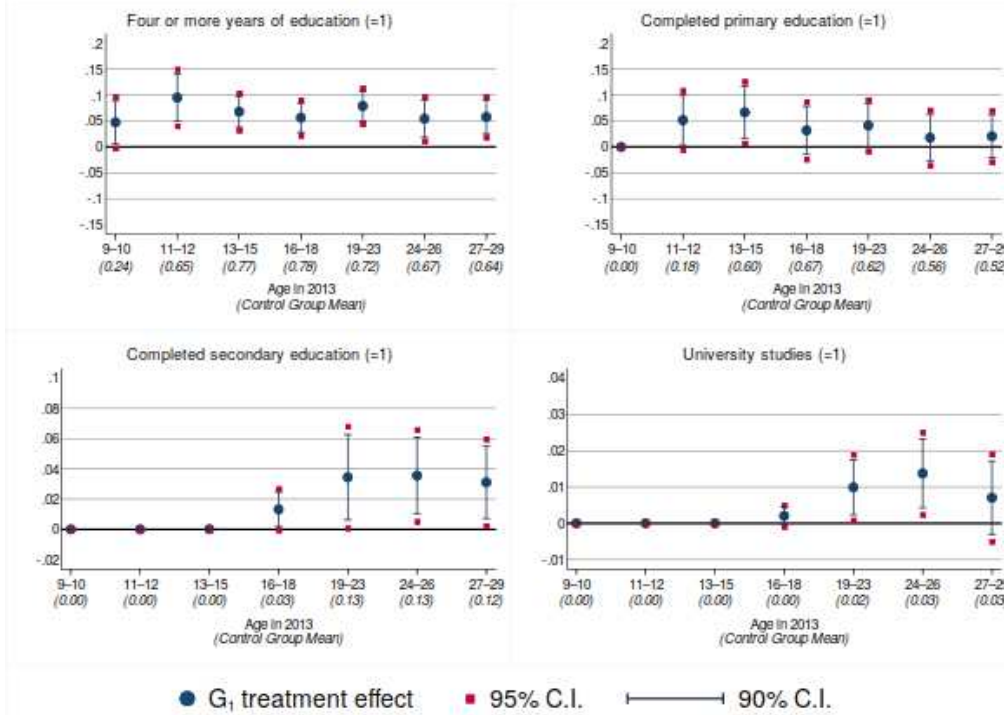 Four or more years of education (=1)
.2
.15
.1
.05
0
-.05
-.1
-.15
9–10 11–12 13–15 16–18 19–23 24–26 27–29
(0.24) (0.65) (0.77) (0.78) (0.72) (0.67) (0.64)
Age in 2013
(Control Group Mean)
Completed primary education (=1)
.2
.15
.1
.05
0
-.05
-.1
-.15
9–10 11–12 13–15 16–18 19–23 24–26 27–29
(0.00) (0.18) (0.60) (0.67) (0.62) (0.56) (0.52
Age in 2013
(Control Group Mean)
Completed secondary education (=1)
.1
.08
.06
.04
.02
0
-.02
9–10 11–12 13–15 16–18 19–23 24–26 27–29
(0.00) (0.00) (0.00) (0.03) (0.13) (0.13) (0.12)
Age in 2013
(Control Group Mean)
University studies (=1)
.04
.03
.02
.01
0
-.01
9–10 11–12 13–15 16–18 19–23 24–26 27–29
(0.00) (0.00) (0.00) (0.00) (0.02) (0.03) (0.03
Age in 2013
(Control Group Mean)
G₁ treatment effect 95% C.I. 90% C.I.